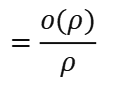 = o(ρ)/ρ